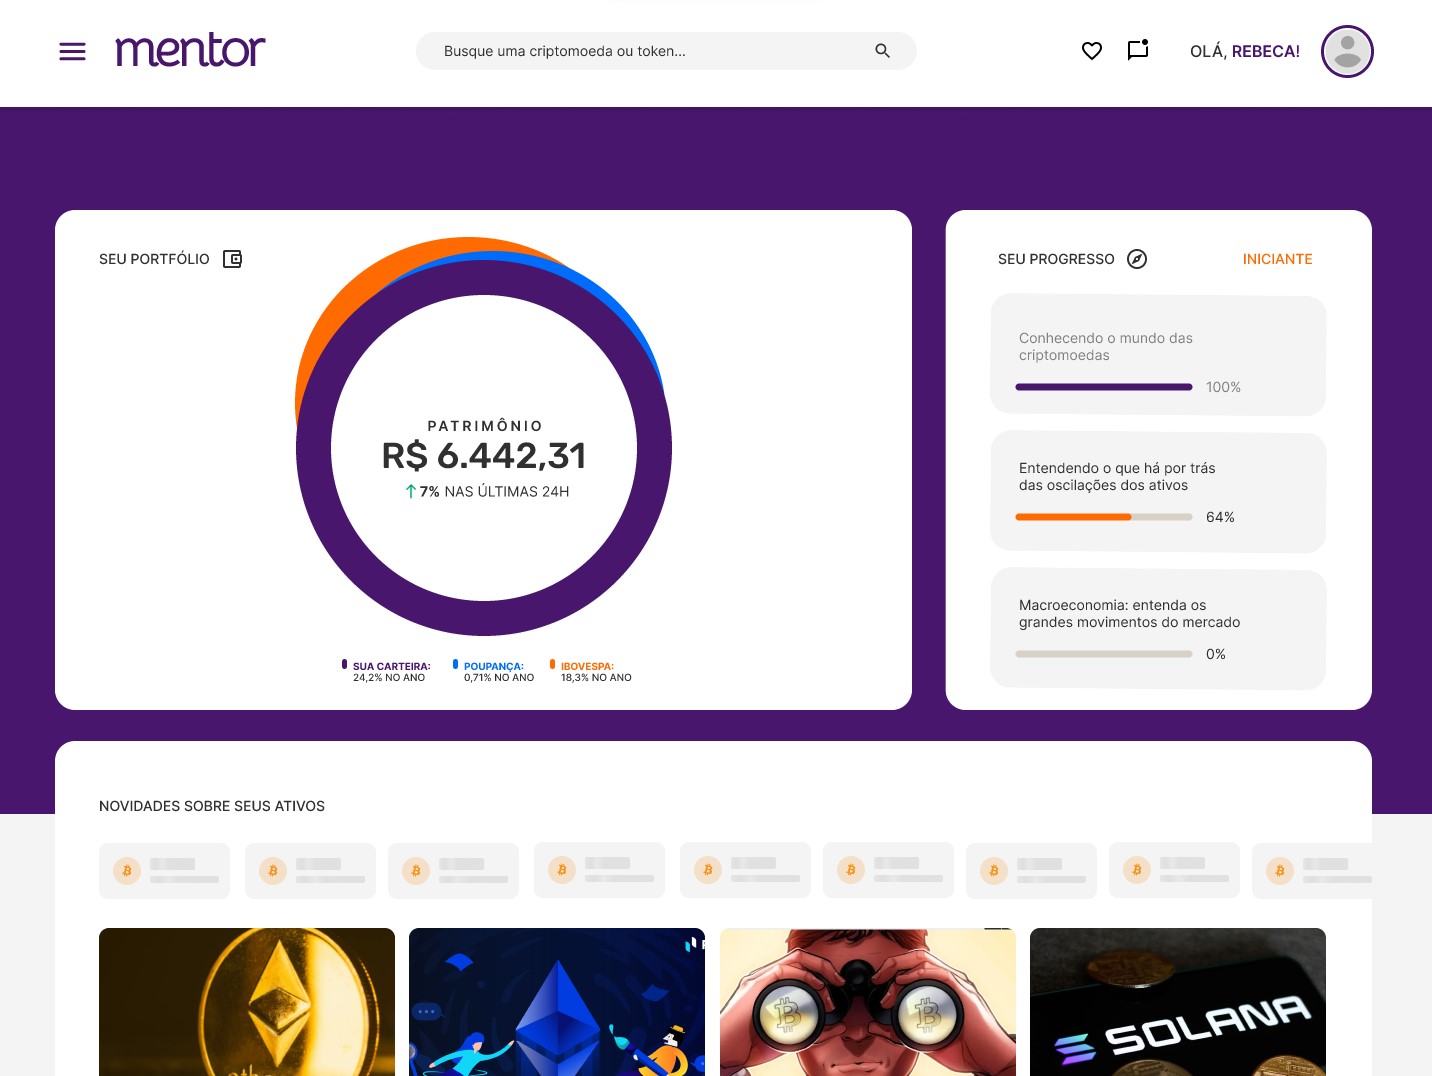 mentor
Busque uma criptomoeda ou token...
OLÁ, REBECA!
SEU PORTFÓLIO
PATRIMÔNIO
R$ 6.442,31
↑ 7% NAS ÚLTIMAS 24H
SUA CARTEIRA:
24,2% NO ANO
POUPANÇA:
0,71% NO ANO
IBOVESPA:
18,3% NO ANO
SEU PROGRESSO
INICIANTE
Conhecendo o mundo das
criptomoedas
100%
Entendendo o que há por trás
das oscilações dos ativos
64%
Macroeconomia: entenda os
grandes movimentos do mercado
0%
NOVIDADES SOBRE SEUS ATIVOS
SOLANA